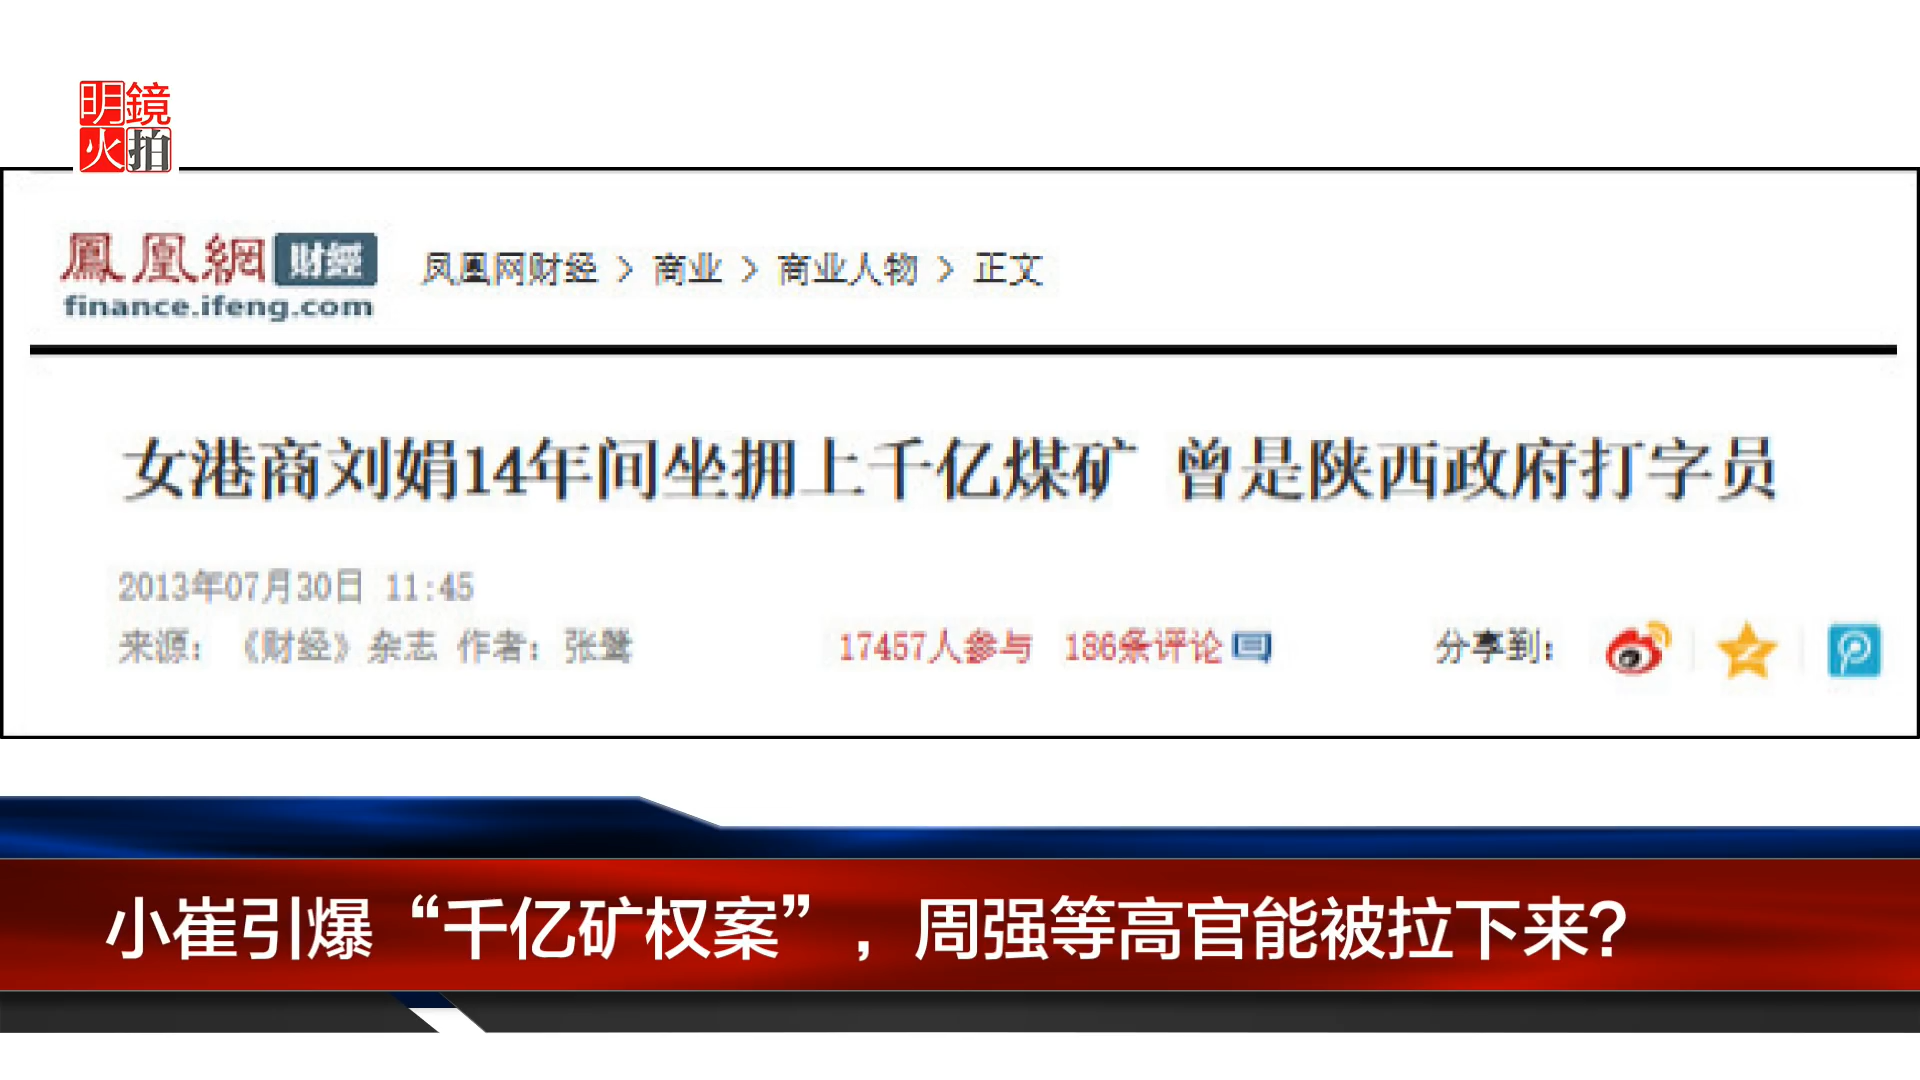 明鏡
火拍
鳳凰網財經
finance.ifeng.com
凤凰网财经 > 商业 > 商业人物 > 正文
女港商刘娟14年间坐拥上千亿煤矿 曾是陕西政府打字员
2013年07月30日 11:45
来源：《财经》杂志 作者：张鹭 17457人参与 186条评论 分享到：
小崔引爆“千亿矿权案”，周强等高官能被拉下来？